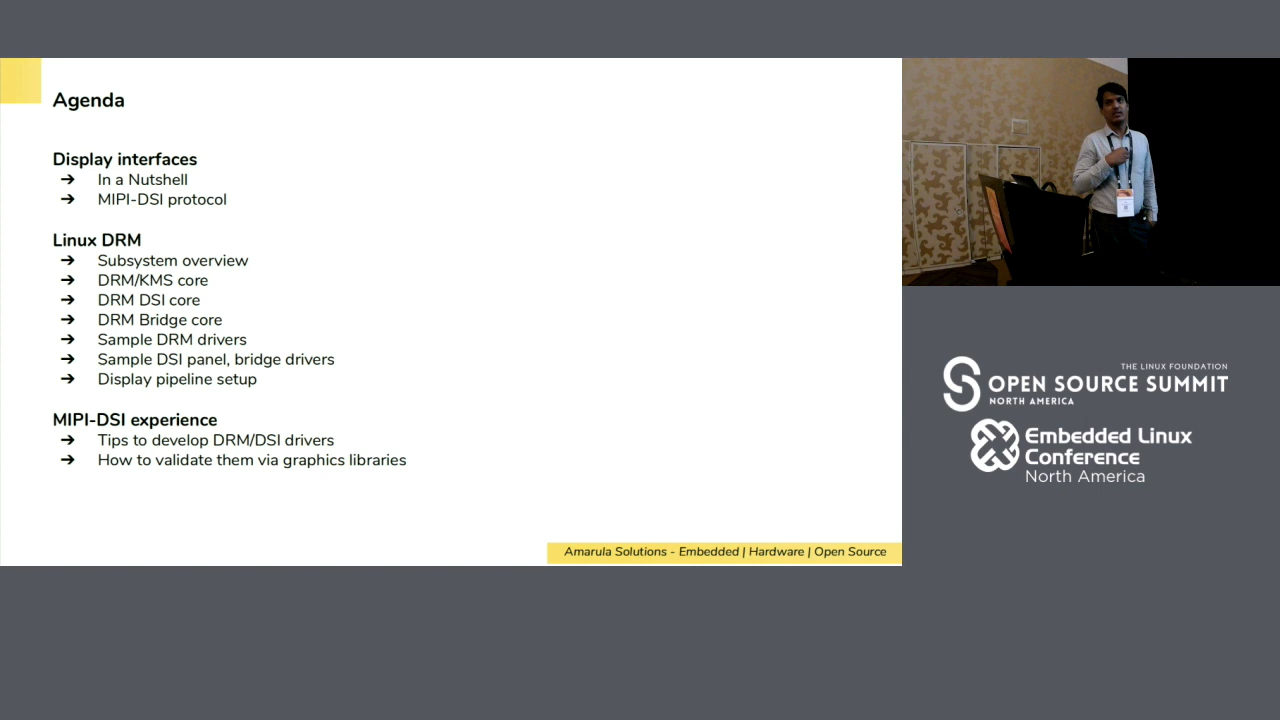 Agenda
Display interfaces
➔ In a Nutshell
➔ MIPI-DSI protocol
Linux DRM
➔ Subsystem overview
➔ DRM/KMS core
➔ DRM DSI core
➔ DRM Bridge core
➔ Sample DRM drivers
➔ Sample DSI panel, bridge drivers
➔ Display pipeline setup
MIPI-DSI experience
➔ Tips to develop DRM/DSI drivers
➔ How to validate them via graphics libraries
Amarula Solutions - Embedded | Hardware | Open Source
THE LINUX FOUNDATION
OPEN SOURCE SUMMIT
NORTH AMERICA
Embedded Linux
Conference
North America